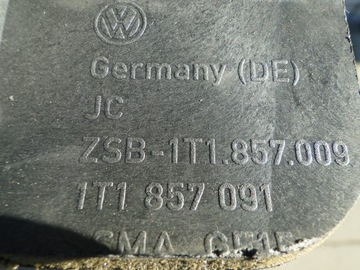 Germany (DE)
JC
ZSB-1T1.857.009
1T1 857 091